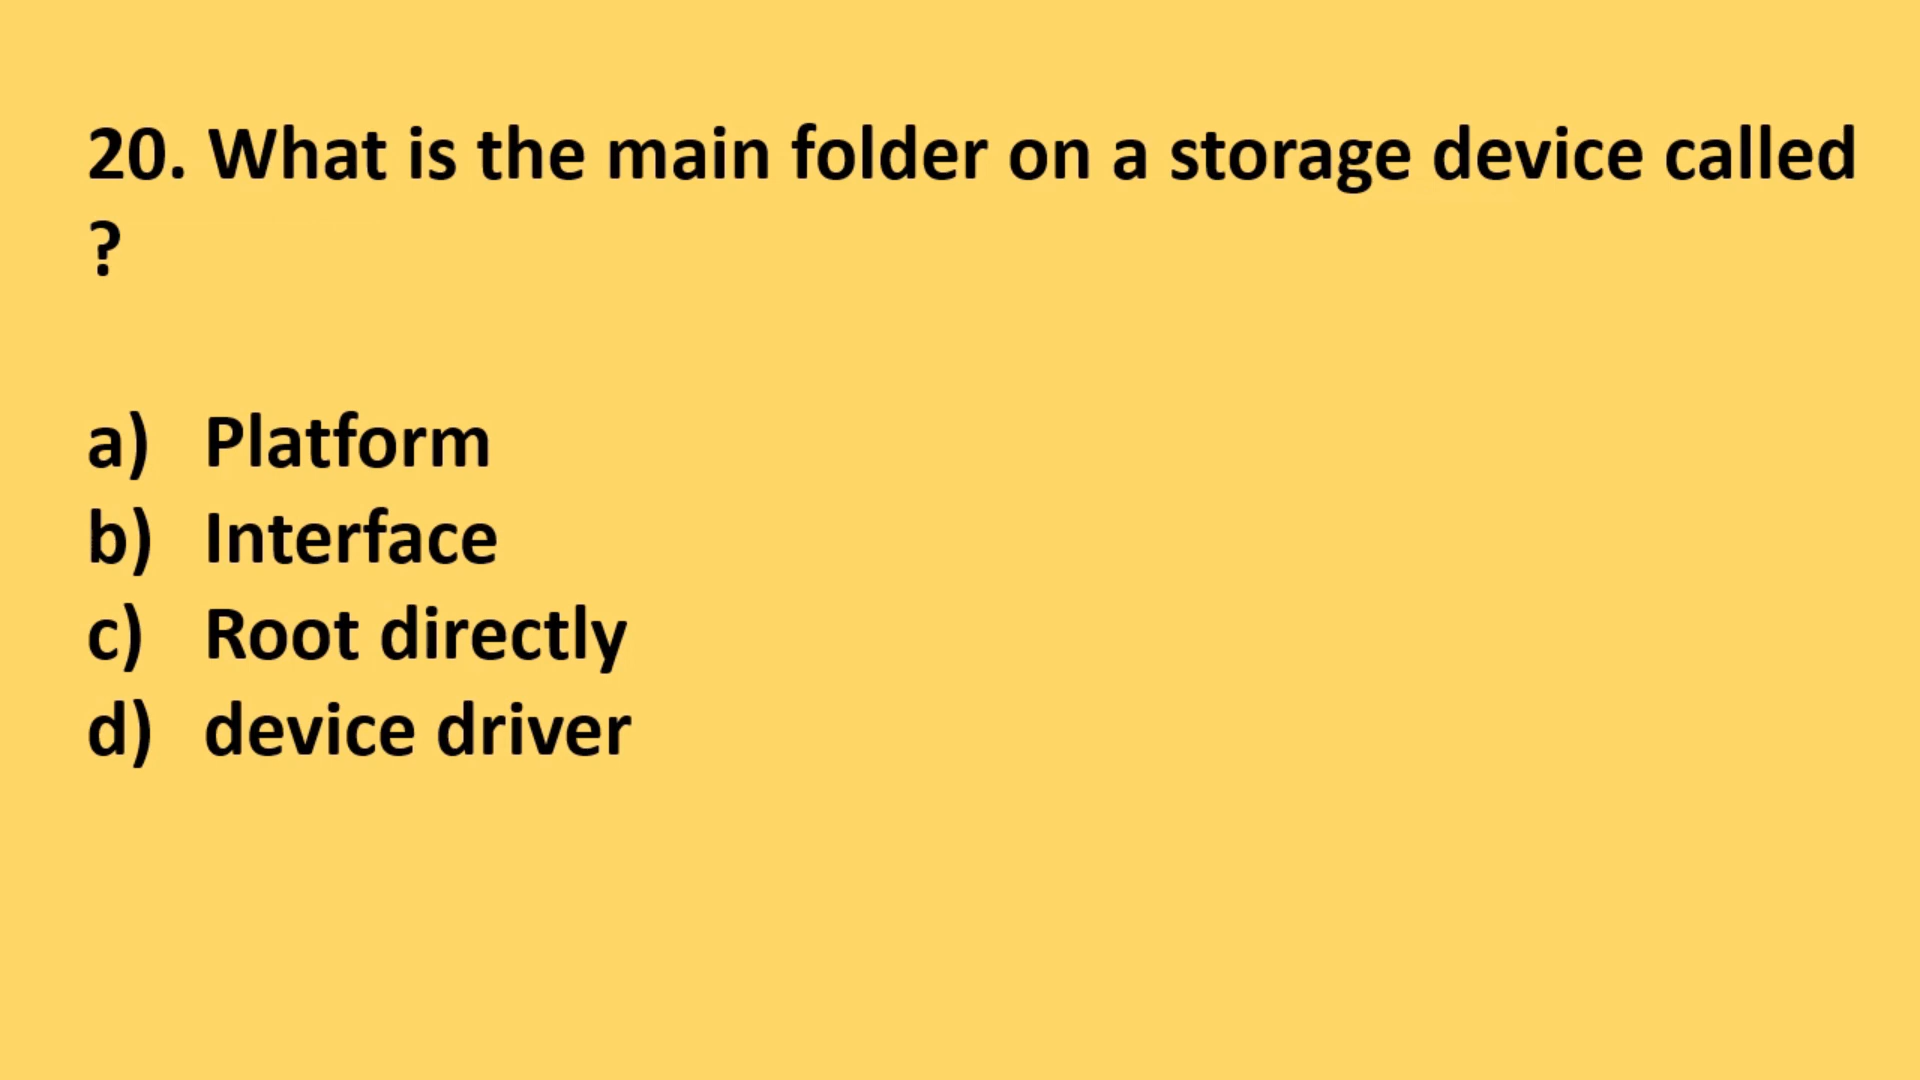 20. What is the main folder on a storage device called
?
a) Platform
b) Interface
c) Root directly
d) device driver